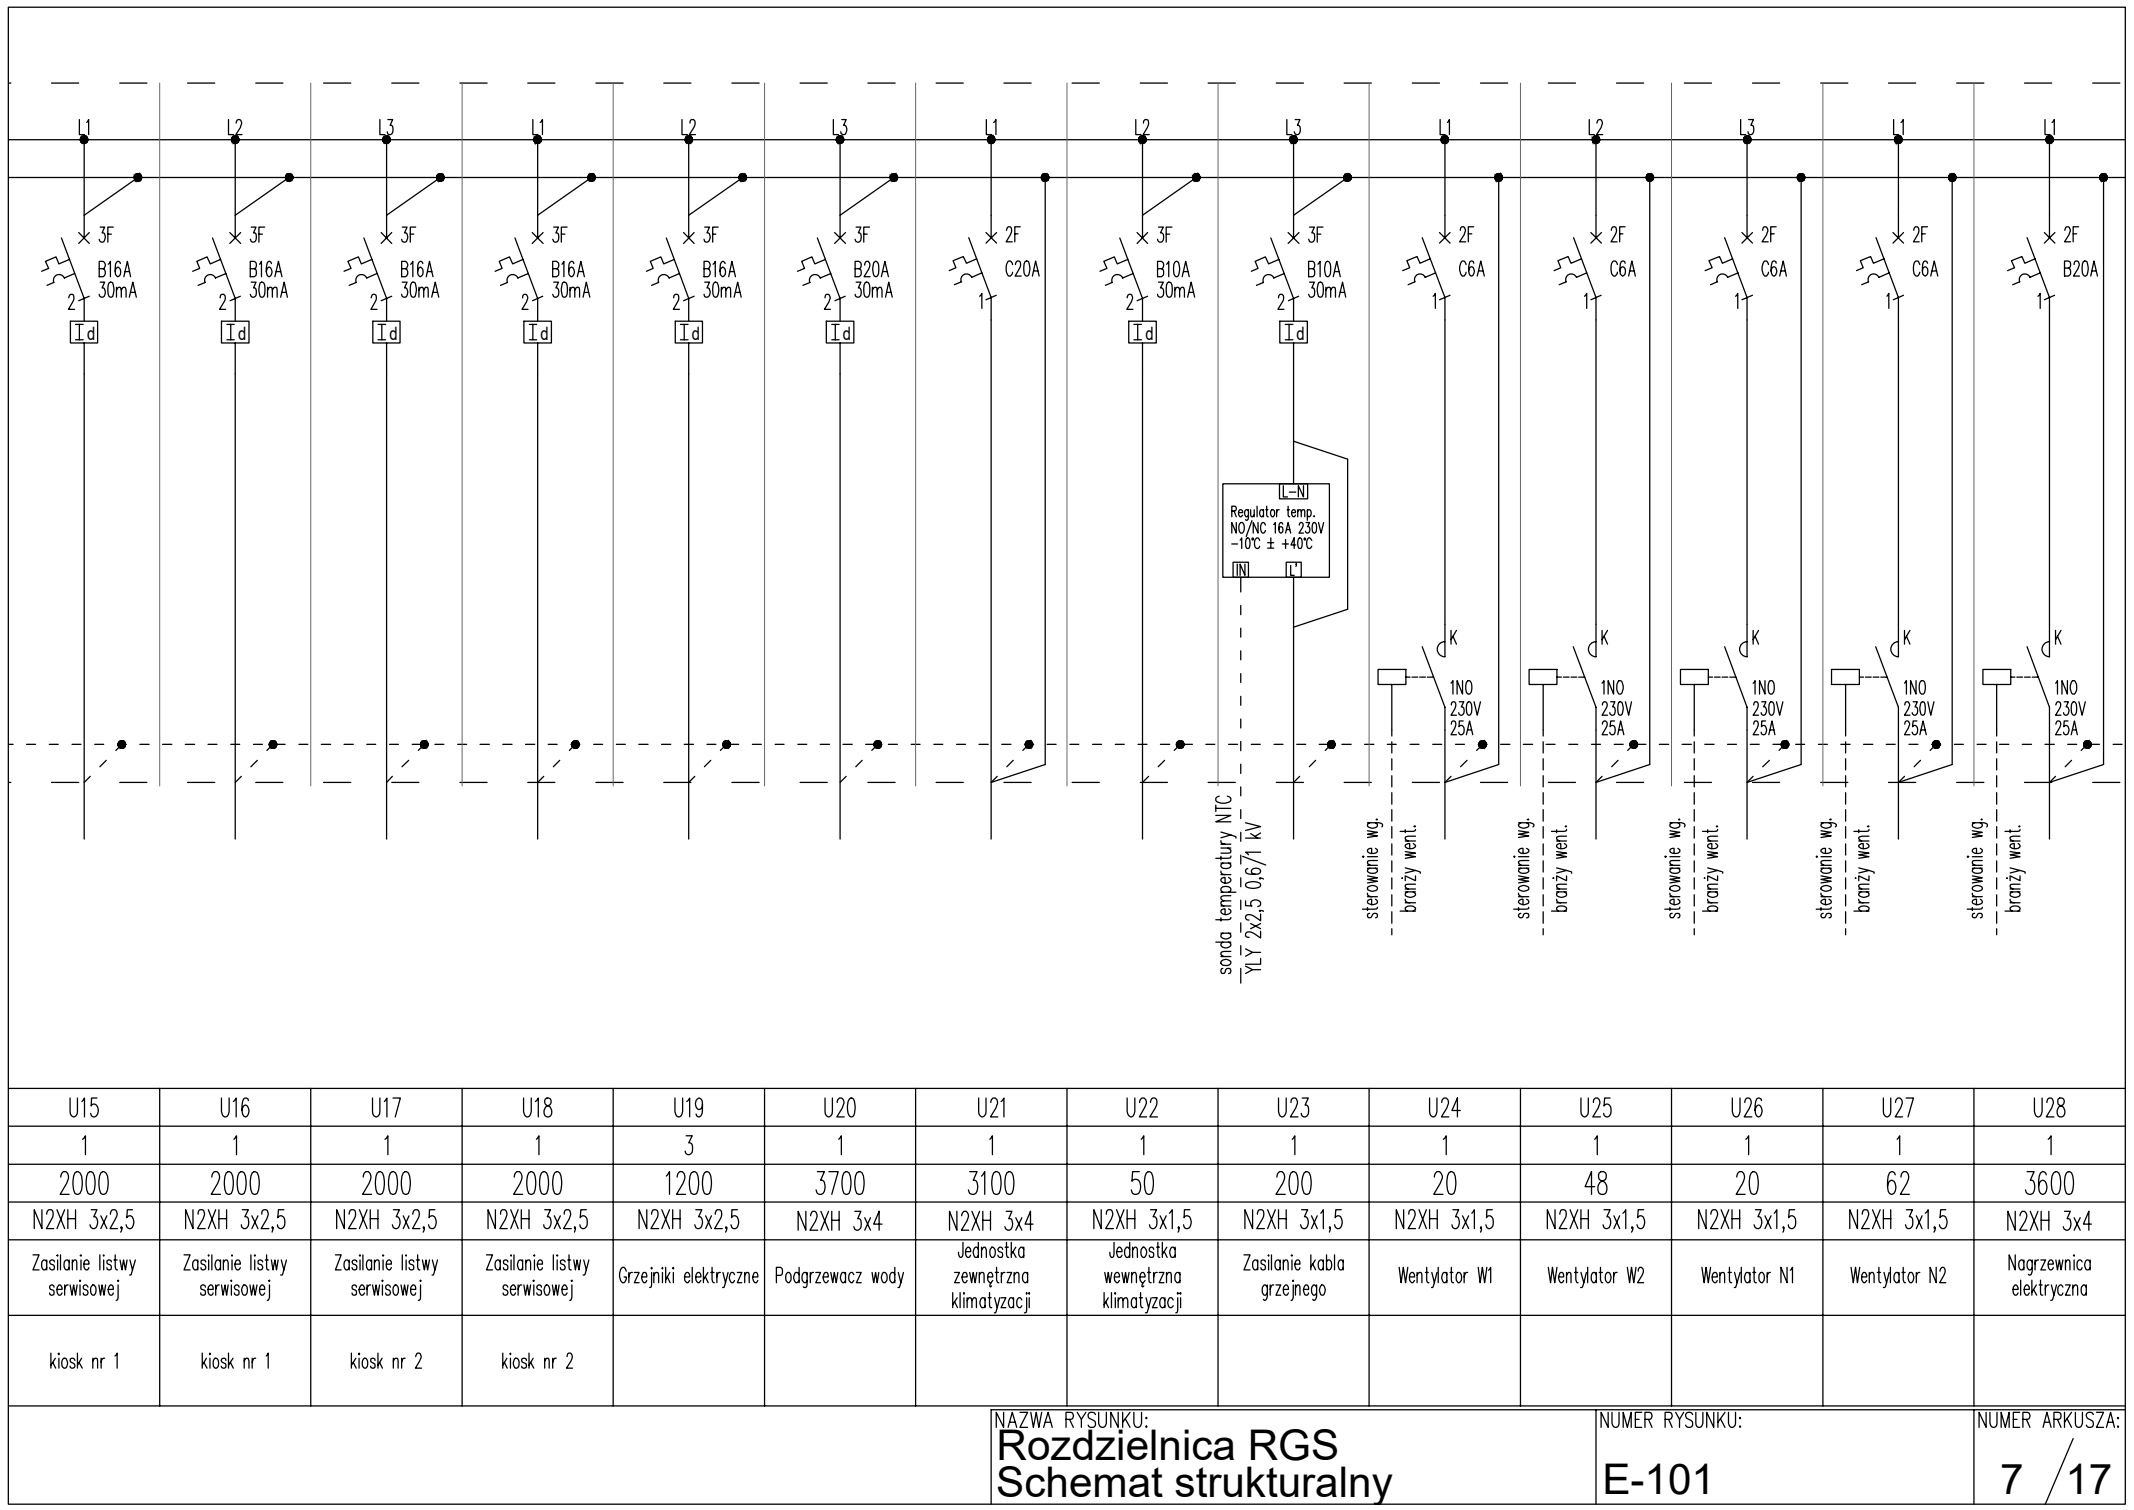 L1 L2 L3 L1 L2 L3 L1 L2 L3 L1 L2 L3 L1 L1
3F 3F 3F 3F 3F 3F 2F 3F 3F 2F 2F 2F 2F 2F
B16A B16A B16A B16A B16A B20A C20A B10A B10A C6A C6A C6A C6A B20A
30mA 30mA 30mA 30mA 30mA 30mA 30mA 30mA
2 2 2 2 2 2 1 2 2 1 1 1 1 1
Id Id Id Id Id Id Id Id
L-N
Regulator temp.
NO/NC 16A 230V
-10°C ± +40°C
IN L'
K K K K K
1NO 1NO 1NO 1NO 1NO
230V 230V 230V 230V 230V
25A 25A 25A 25A 25A
sonda temperatury NTC
YLY 2x2,5 0,6/1 kV
sterowanie wg.
branży went.
sterowanie wg.
branży went.
sterowanie wg.
branży went.
sterowanie wg.
branży went.
sterowanie wg.
branży went.
U15 U16 U17 U18 U19 U20 U21 U22 U23 U24 U25 U26 U27 U28
1 1 1 1 3 1 1 1 1 1 1 1 1 1
2000 2000 2000 2000 1200 3700 3100 50 200 20 48 20 62 3600
N2XH 3x2,5 N2XH 3x2,5 N2XH 3x2,5 N2XH 3x2,5 N2XH 3x2,5 N2XH 3x4 N2XH 3x4 N2XH 3x1,5 N2XH 3x1,5 N2XH 3x1,5 N2XH 3x1,5 N2XH 3x1,5 N2XH 3x1,5 N2XH 3x4
Zasilanie listwy
serwisowej
Zasilanie listwy
serwisowej
Zasilanie listwy
serwisowej
Zasilanie listwy
serwisowej
Grzejniki elektryczne
Podgrzewacz wody
Jednostka
zewnętrzna
klimatyzacji
Jednostka
wewnętrzna
klimatyzacji
Zasilanie kabla
grzejnego
Wentylator W1
Wentylator W2
Wentylator N1
Wentylator N2
Nagrzewnica
elektryczna
kiosk nr 1 kiosk nr 1 kiosk nr 2 kiosk nr 2
NAZWA RYSUNKU:
Rozdzielnica RGS
Schemat strukturalny
NUMER RYSUNKU:
E-101
NUMER ARKUSZA:
7 / 17